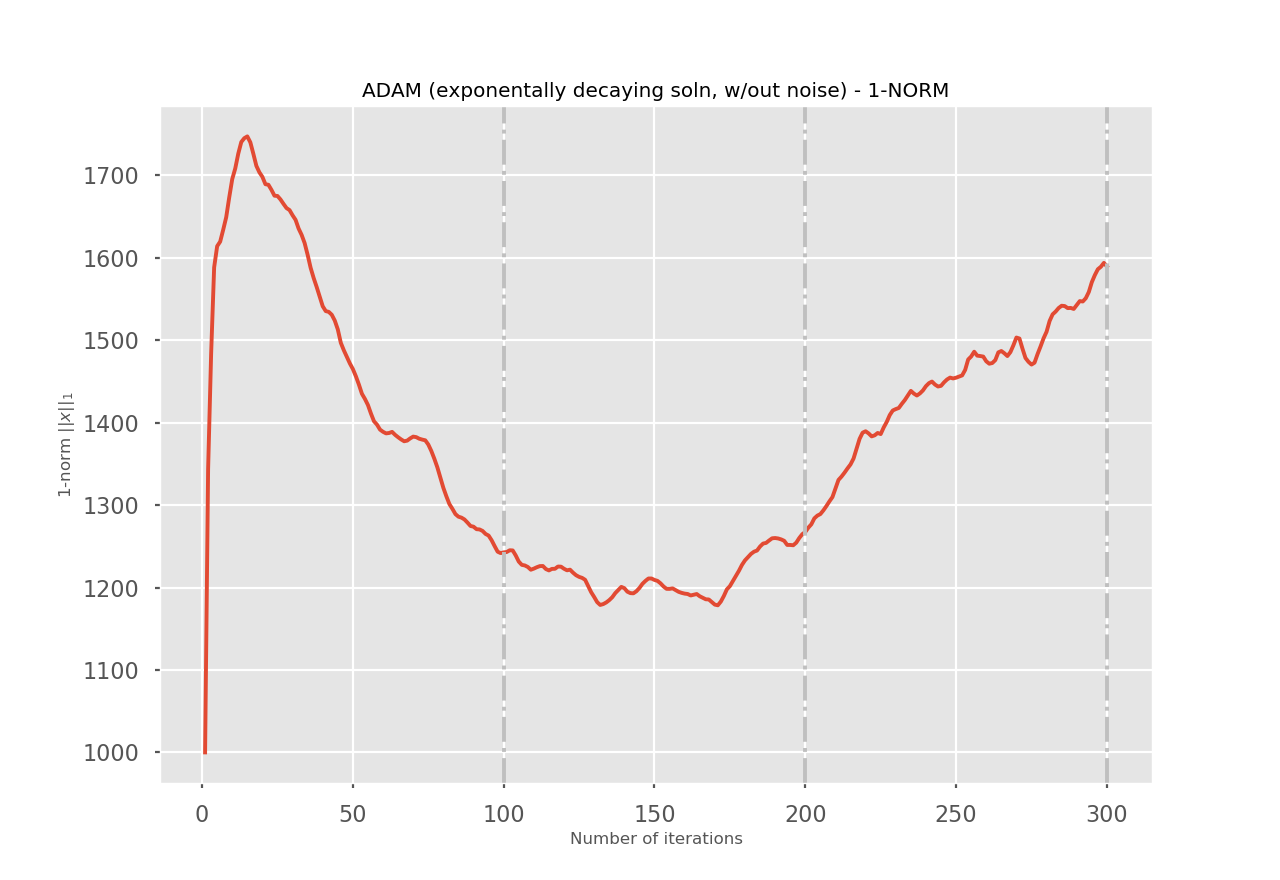 ADAM (exponentally decaying soln, w/out noise) - 1-NORM
1700
1600
1500
1400
1300
1200
1100
1000
1-norm ||x||₁
0 50 100 150 200 250 300
Number of iterations